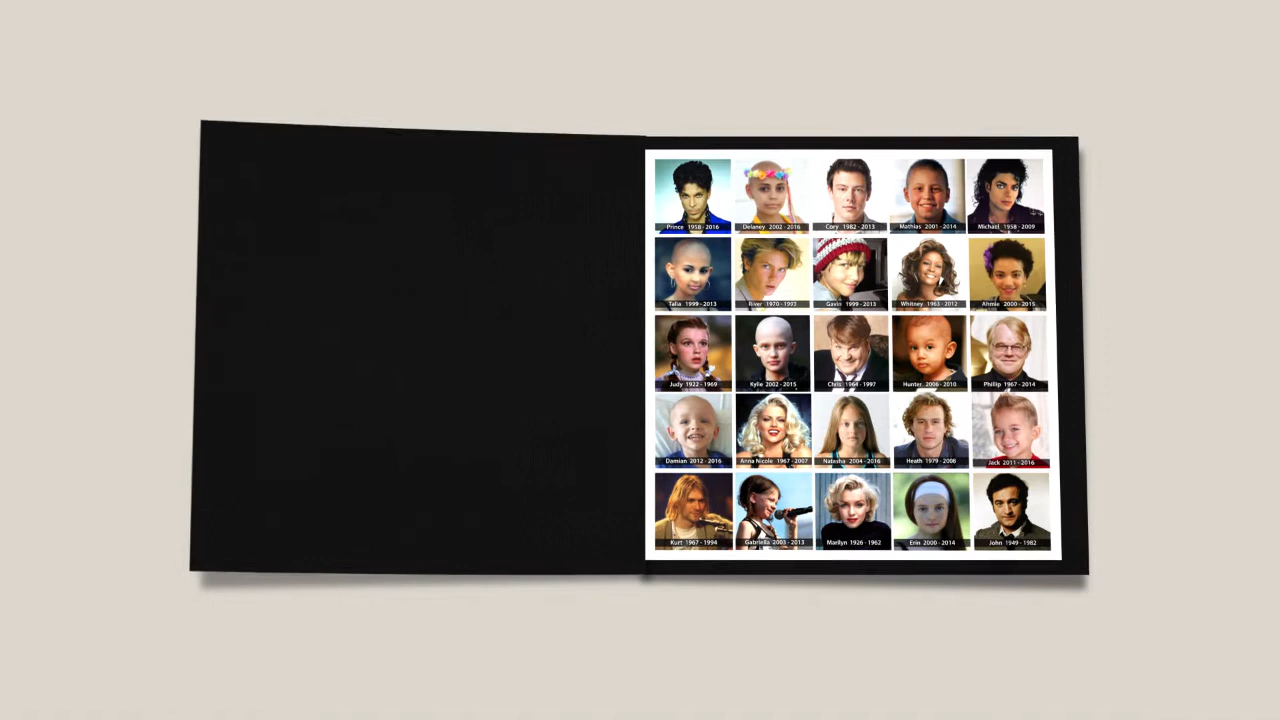 Prince 1958 - 2016
Delaney 2002 - 2016
Cory 1982 - 2013
Mathias 2001 - 2014
Michael 1958 - 2009
Talia 1999 - 2013
River 1970 - 1993
Gavin 1999 - 2013
Whitney 1963 - 2012
Ahmie 2000 - 2015
Judy 1922 - 1969
Kylie 2002 - 2015
Chris 1964 - 1997
Hunter 2006 - 2010
Phillip 1967 - 2014
Damian 2012 - 2016
Anna Nicole 1967 - 2007
Natasha 2004 - 2016
Heath 1979 - 2008
Jack 2011 - 2016
Kurt 1967 - 1994
Gabriella 2003 - 2013
Marilyn 1926 - 1962
Erin 2000 - 2014
John 1949 - 1982